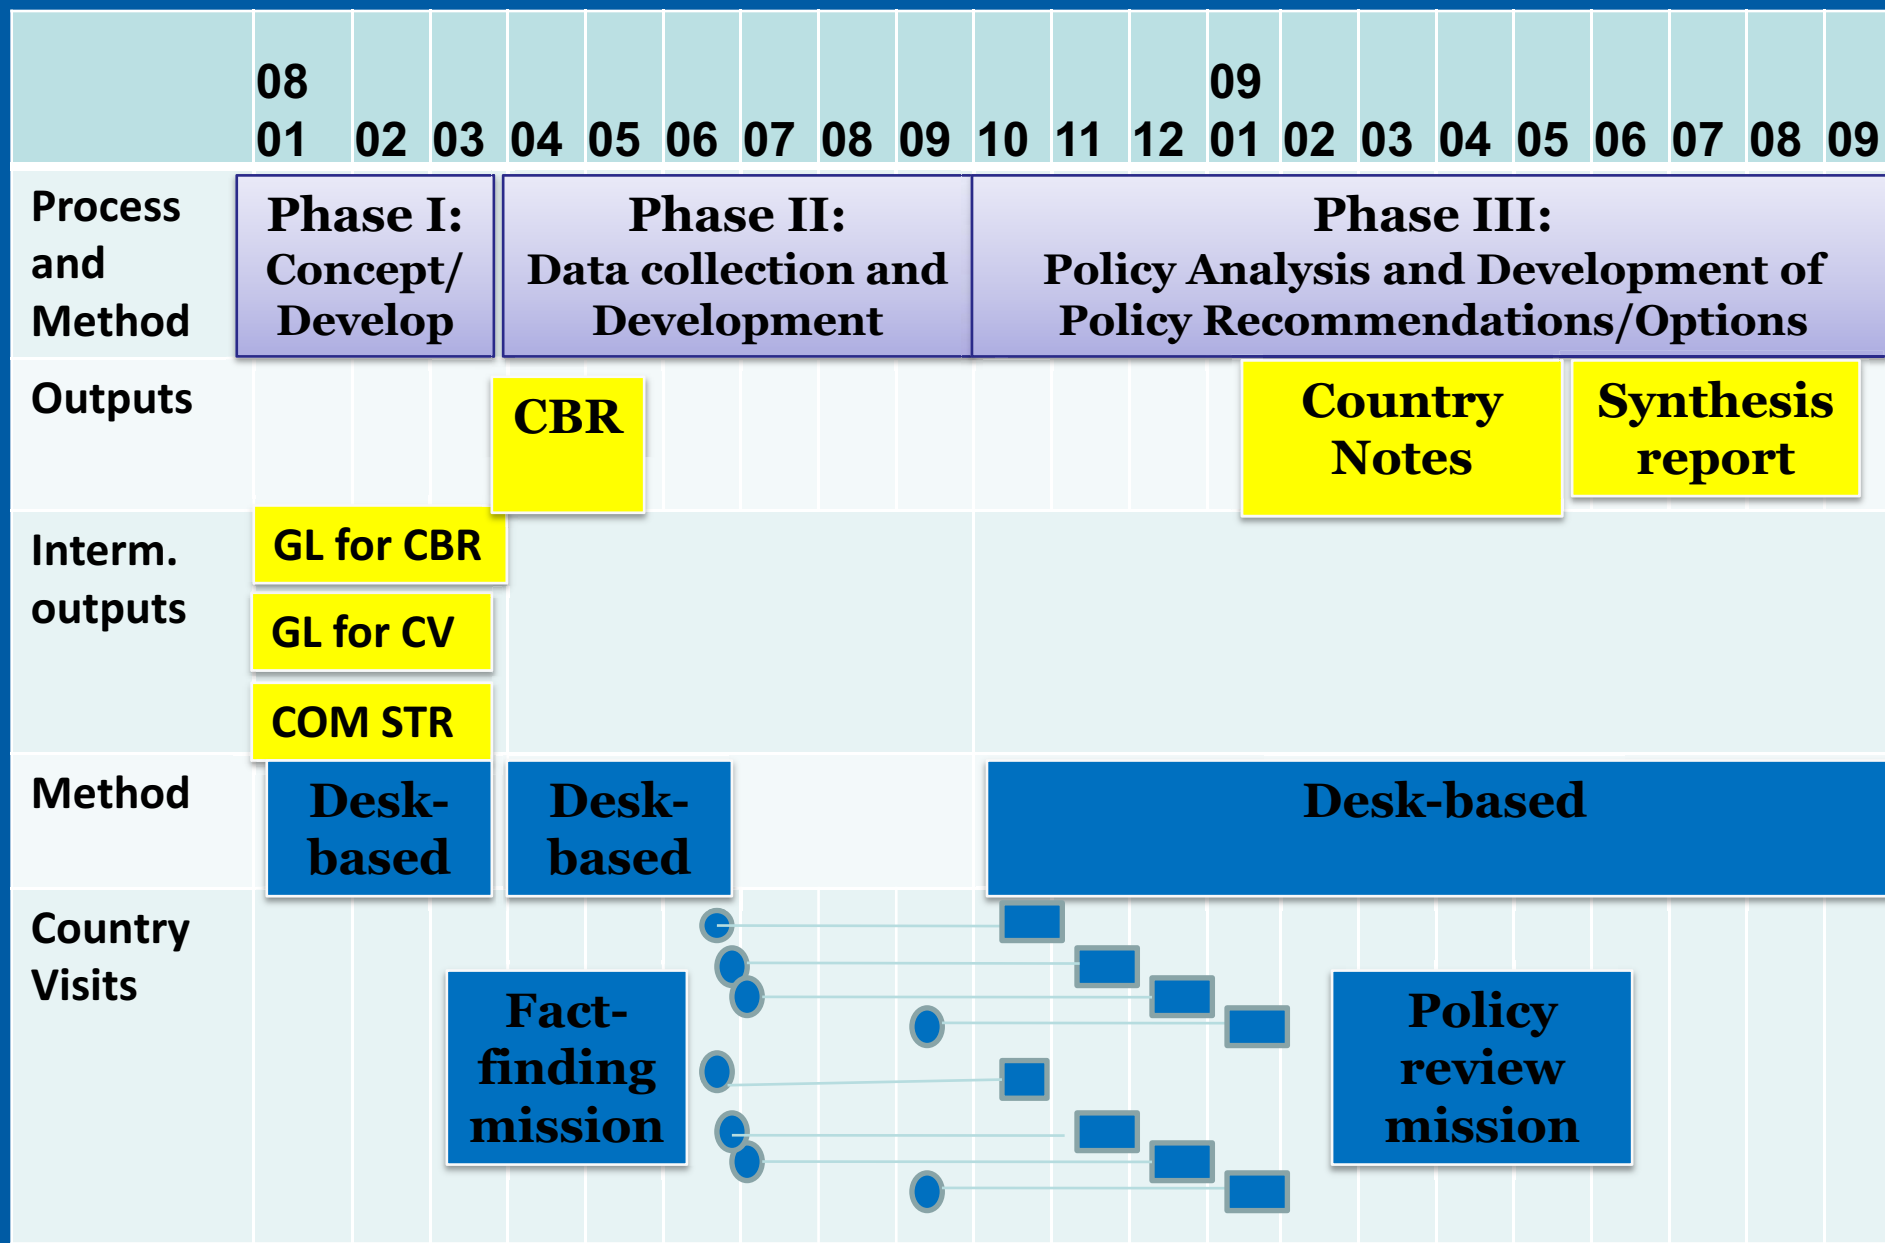 08 09
01 02 03 04 05 06 07 08 09 10 11 12 01 02 03 04 05 06 07 08 09
Process
and
Method
Phase I:
Concept/
Develop
Phase II:
Data collection and
Development
Phase III:
Policy Analysis and Development of
Policy Recommendations/Options
Outputs
CBR
Country
Notes
Synthesis
report
Interm.
outputs
GL for CBR
GL for CV
COM STR
Method
Desk-
based
Desk-
based
Desk-based
Country
Visits
Fact-
finding
mission
Policy
review
mission